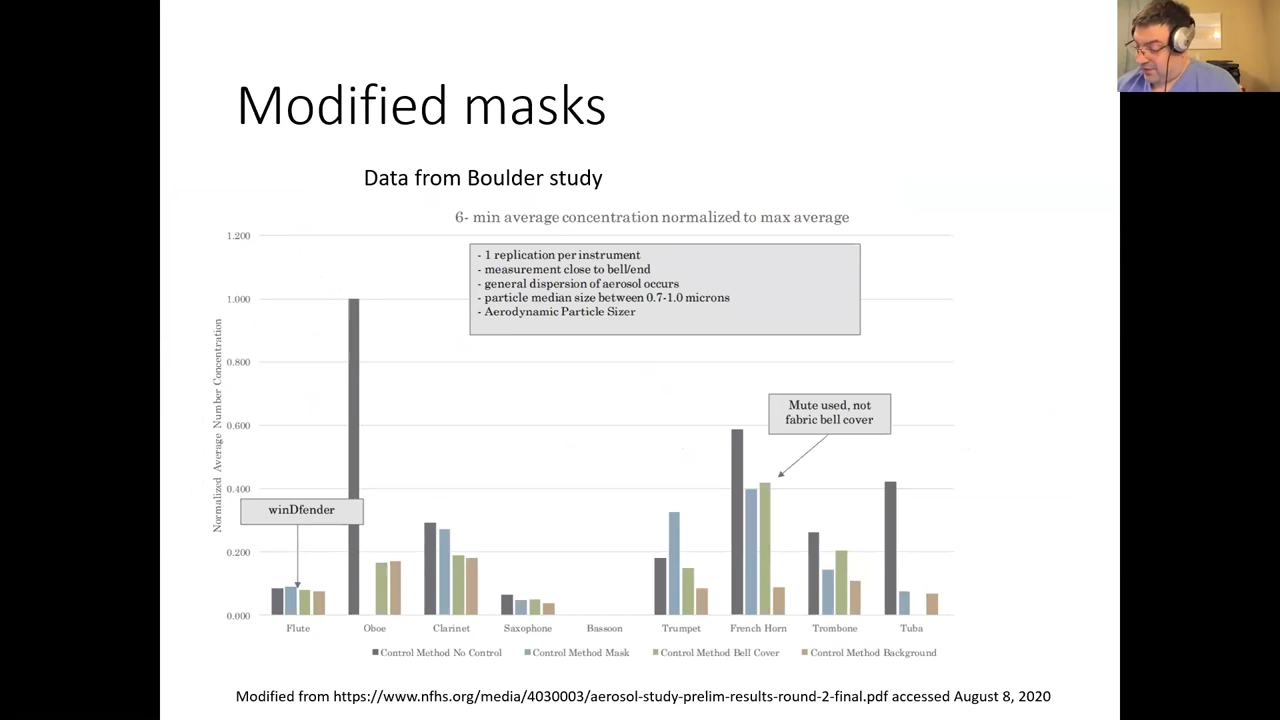 Modified masks
Data from Boulder study
6- min average concentration normalized to max average
1.200
- 1 replication per instrument
- measurement close to bell/end
- general dispersion of aerosol occurs
- particle median size between 0.7-1.0 microns
- Aerodynamic Particle Sizer
1.000
0.800
Normalized Average Number Concentration
Mute used, not
fabric bell cover
0.600
0.400
winDfender
0.200
0.000
Flute Oboe Clarinet Saxophone Bassoon Trumpet French Horn Trombone Tuba
Control Method No Control Control Method Mask Control Method Bell Cover Control Method Background
Modified from https://www.nfhs.org/media/4030003/aerosol-study-prelim-results-round-2-final.pdf accessed August 8, 2020